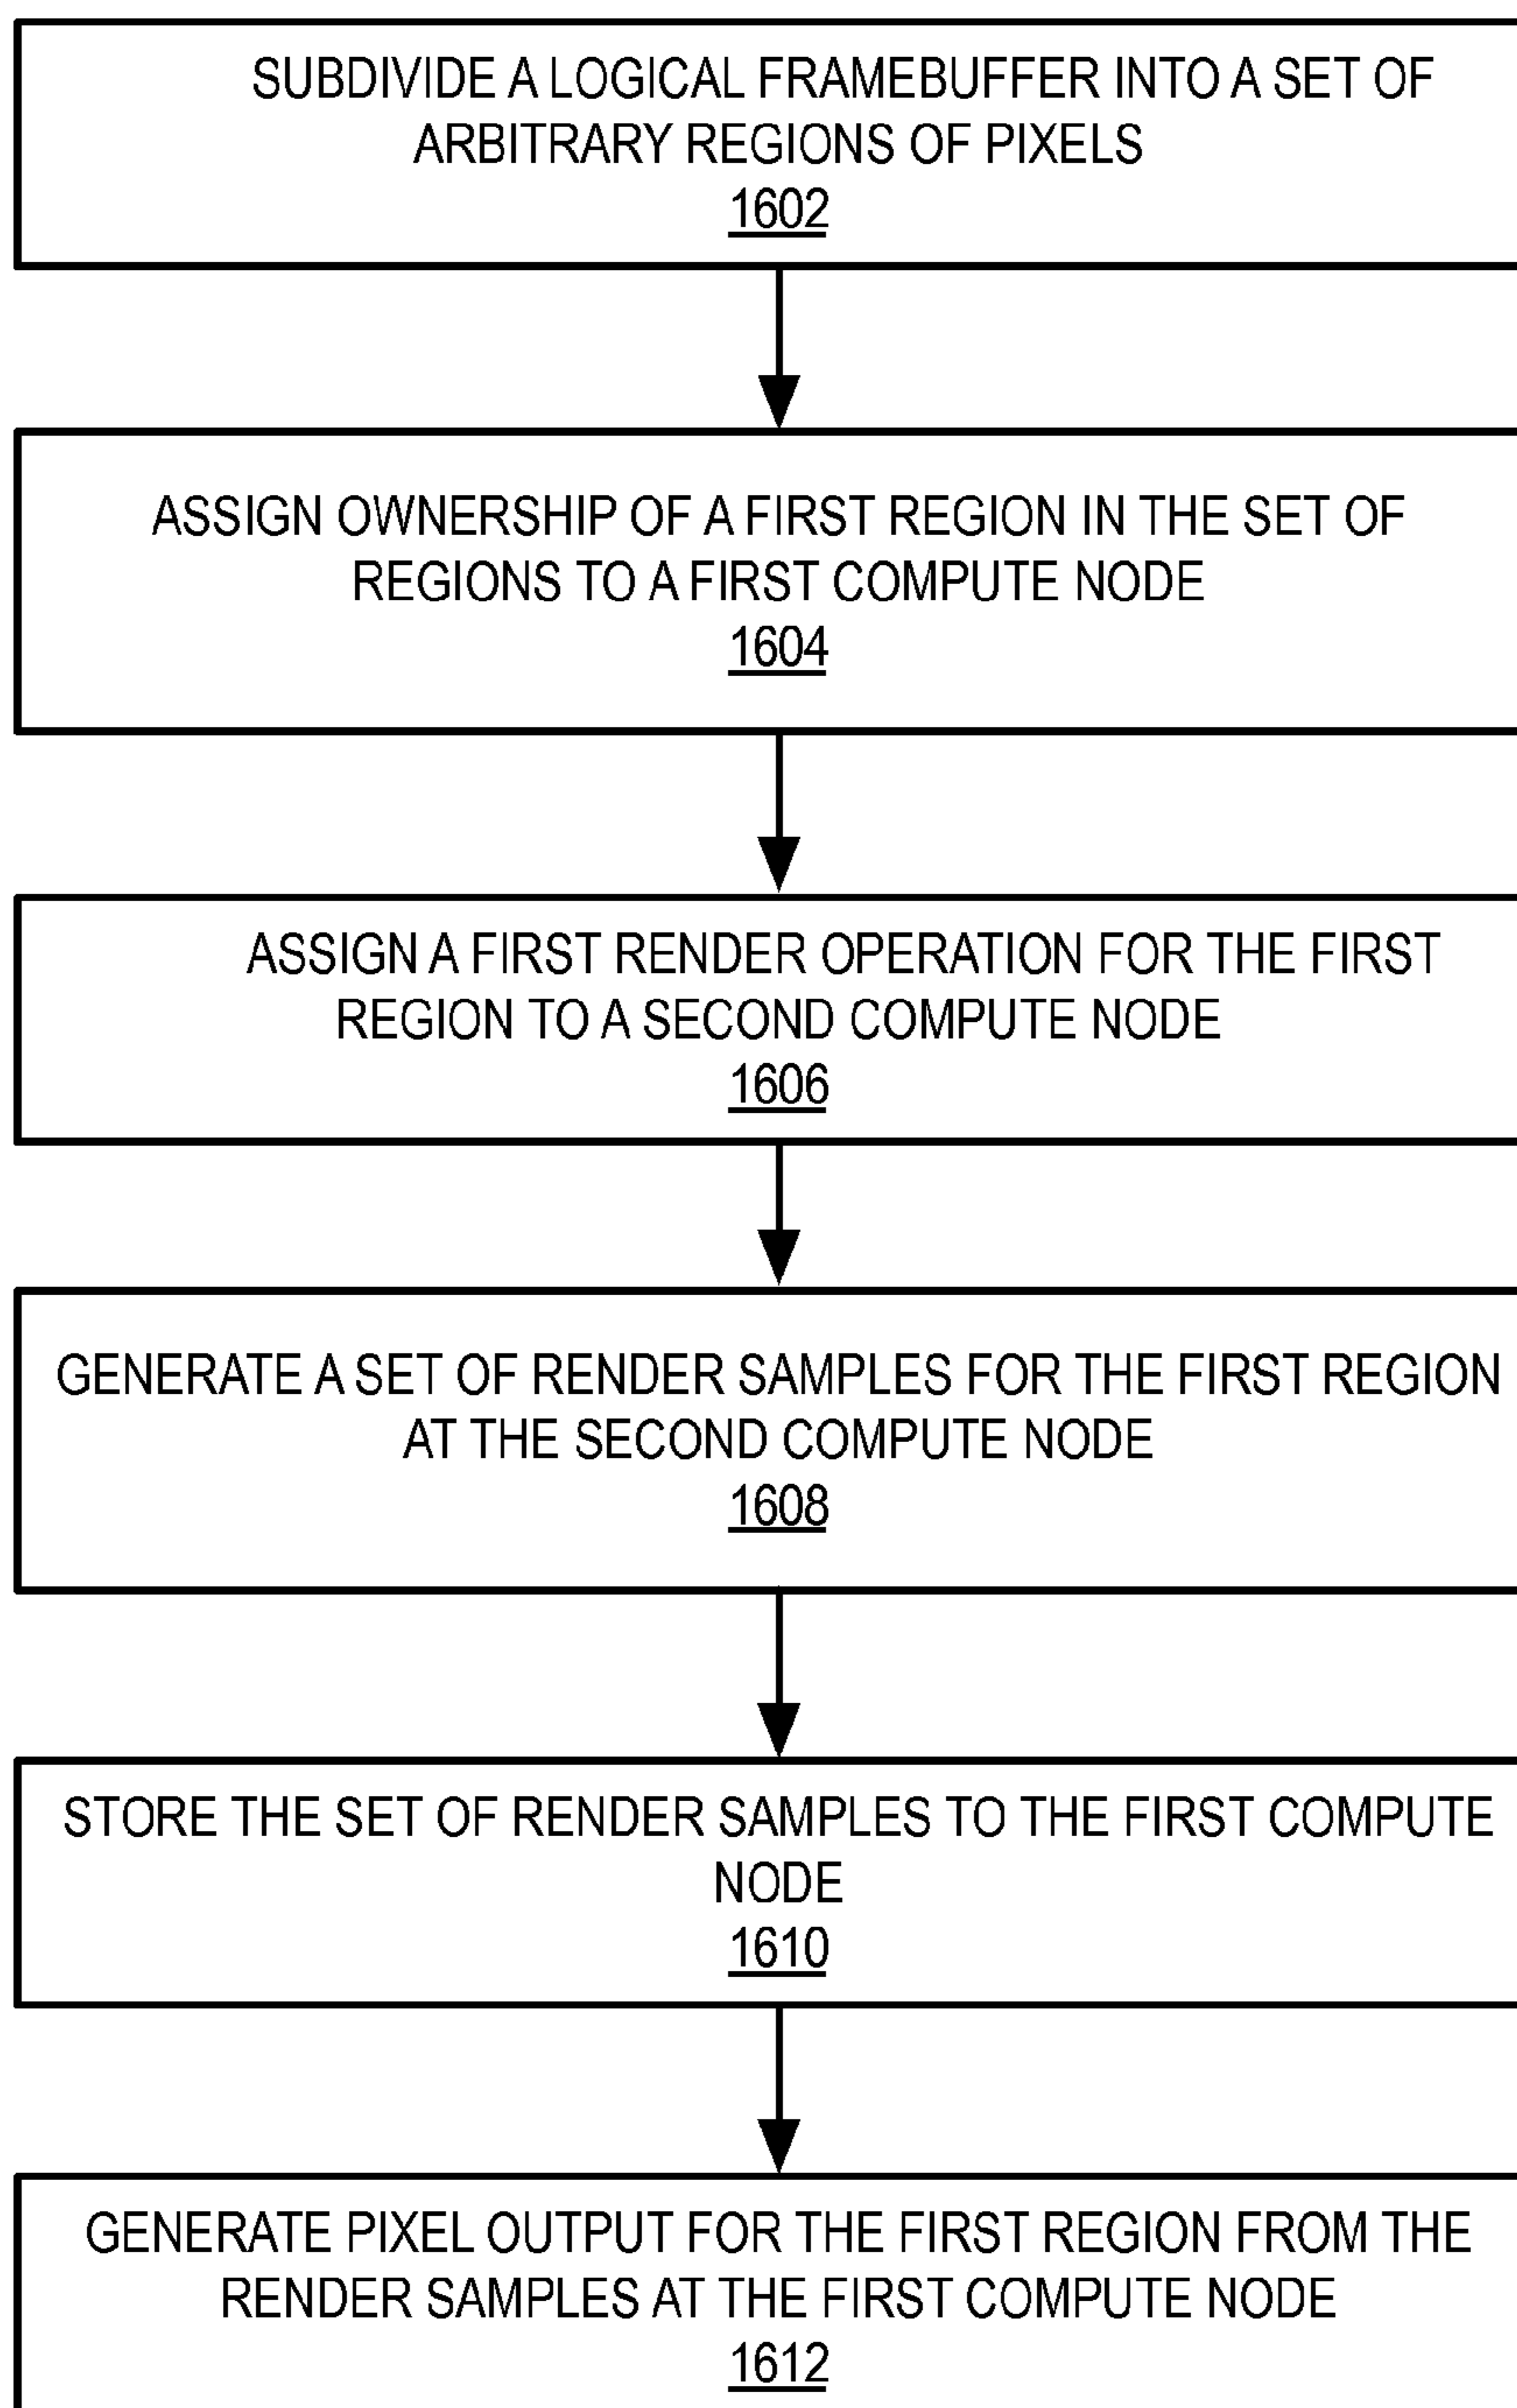 SUBDIVIDE A LOGICAL FRAMEBUFFER INTO A SET OF
ARBITRARY REGIONS OF PIXELS
1602
ASSIGN OWNERSHIP OF A FIRST REGION IN THE SET OF
REGIONS TO A FIRST COMPUTE NODE
1604
ASSIGN A FIRST RENDER OPERATION FOR THE FIRST
REGION TO A SECOND COMPUTE NODE
1606
GENERATE A SET OF RENDER SAMPLES FOR THE FIRST REGION
AT THE SECOND COMPUTE NODE
1608
STORE THE SET OF RENDER SAMPLES TO THE FIRST COMPUTE
NODE
1610
GENERATE PIXEL OUTPUT FOR THE FIRST REGION FROM THE
RENDER SAMPLES AT THE FIRST COMPUTE NODE
1612